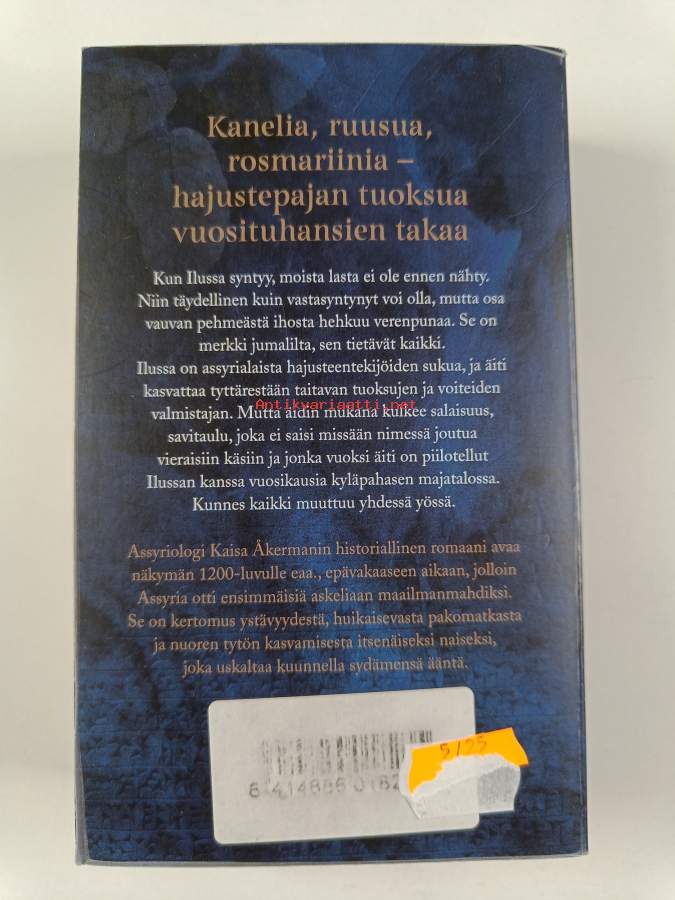 Kanelia, ruusua,
rosmariinia –
hajustepajan tuoksua
vuosituhansien takaa
Kun Ilussa syntyy, moista lasta ei ole ennen nähty.
Niin täydellinen kuin vastasyntynyt voi olla, mutta osa
vauvan pehmeästä ihosta hehkuu verenpunaa. Se on
merkki jumalilta, sen tietävät kaikki.
Ilussa on assyrialaista hajusteentekijöiden sukua, ja äiti
kasvattaa tyttärestään taitavan tuoksujen ja voiteiden
Antikvariaatti.net
valmistajan. Mutta äidin mukana kulkee salaisuus,
savitaulu, joka ei saisi missään nimessä joutua
vieraisiin käsiin ja jonka vuoksi äiti on piilotellut
Ilussan kanssa vuosikausia kyläpahasen majatalossa.
Kunnes kaikki muuttuu yhdessä yössä.
Assyriologi Kaisa Åkermanin historiallinen romaani avaa
näkymän 1200-luvulle eaa., epävakaaseen aikaan, jolloin
Assyria otti ensimmäisiä askeliaan maailmanmahdiksi.
Se on kertomus ystävyydestä, huikaisevasta pakomatkasta
ja nuoren tytön kasvamisesta itsenäiseksi naiseksi,
joka uskaltaa kuunnella sydämensä ääntä.
5/25